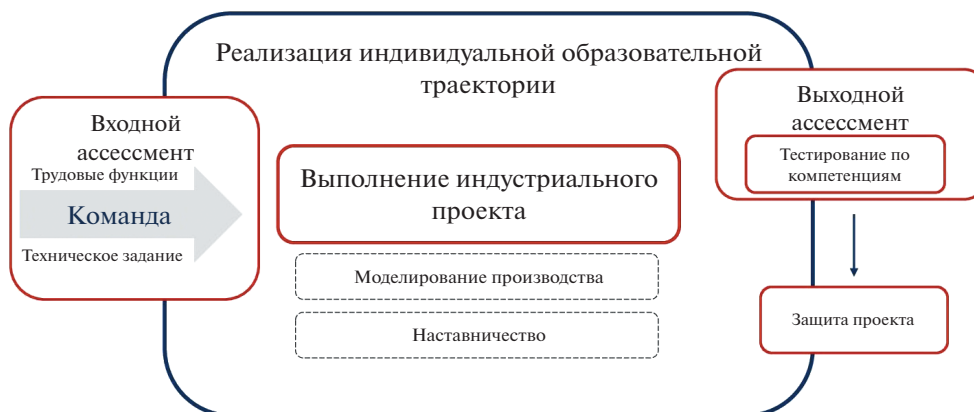 Реализация индивидуальной образовательной
траектории
Входной
ассессмент
Трудовые функции
Команда
Техническое задание
Выполнение индустриального
проекта
Моделирование производства
Наставничество
Выходной
ассессмент
Тестирование по
компетенциям
Защита проекта